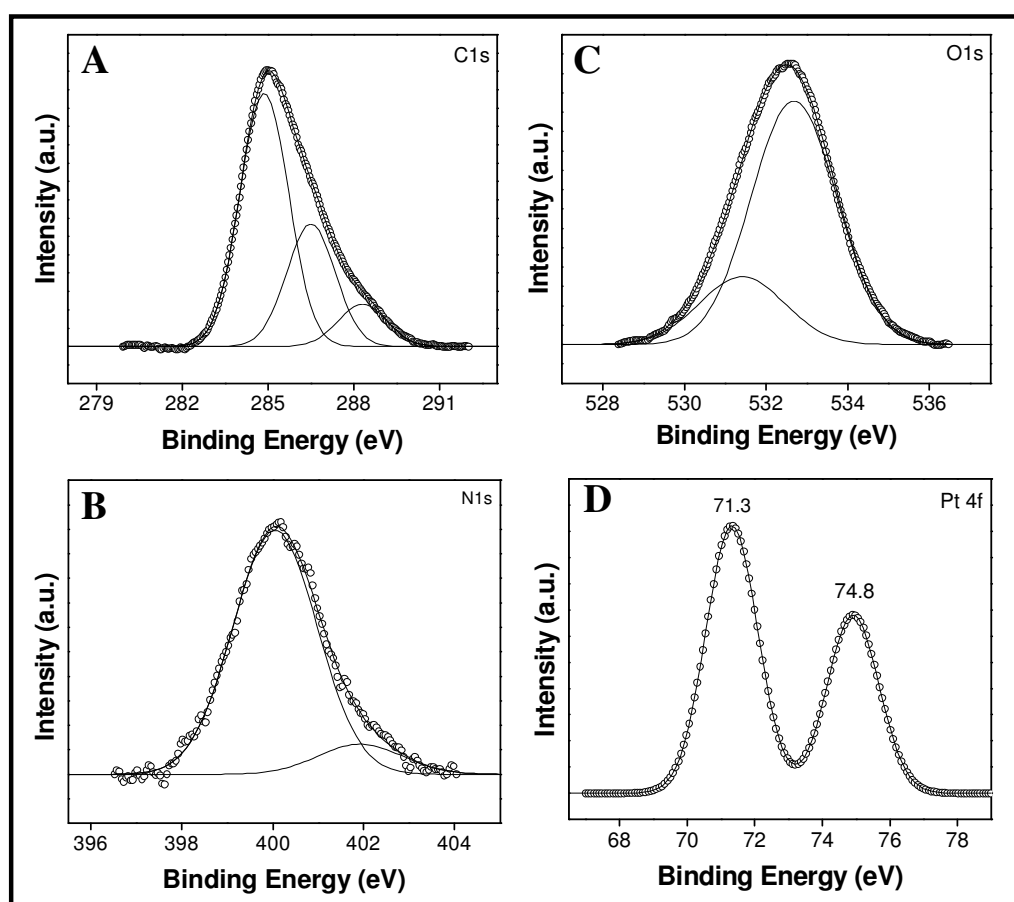 A
C1s
Intensity (a.u.)
279 282 285 288 291
Binding Energy (eV)
C
O1s
Intensity (a.u.)
528 530 532 534 536
Binding Energy (eV)
B
N1s
Intensity (a.u.)
396 398 400 402 404
Binding Energy (eV)
D
Pt 4f
71.3
74.8
Intensity (a.u.)
68 70 72 74 76 78
Binding Energy (eV)